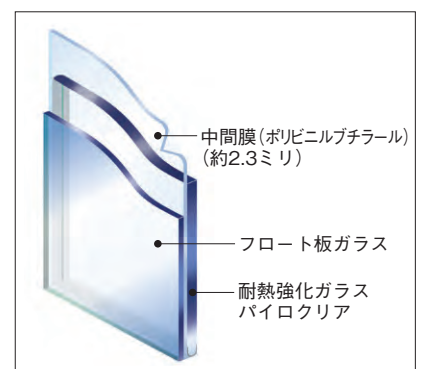 中間膜(ポリビニルブチラール)
(約2.3ミリ)
フロート板ガラス
耐熱強化ガラス
パイロクリア